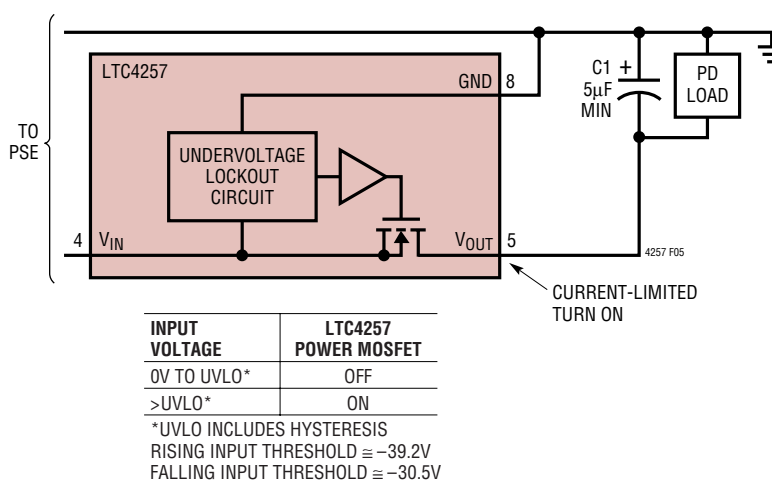 LTC4257
GND 8
C1 +
5μF
MIN
PD
LOAD
TO
PSE
UNDERVOLTAGE
LOCKOUT
CIRCUIT
4 VIN
VOUT 5
4257 F05
CURRENT-LIMITED
TURN ON
INPUT
VOLTAGE
LTC4257
POWER MOSFET
0V TO UVLO* OFF
>UVLO* ON
*UVLO INCLUDES HYSTERESIS
RISING INPUT THRESHOLD ≅ –39.2V
FALLING INPUT THRESHOLD ≅ –30.5V